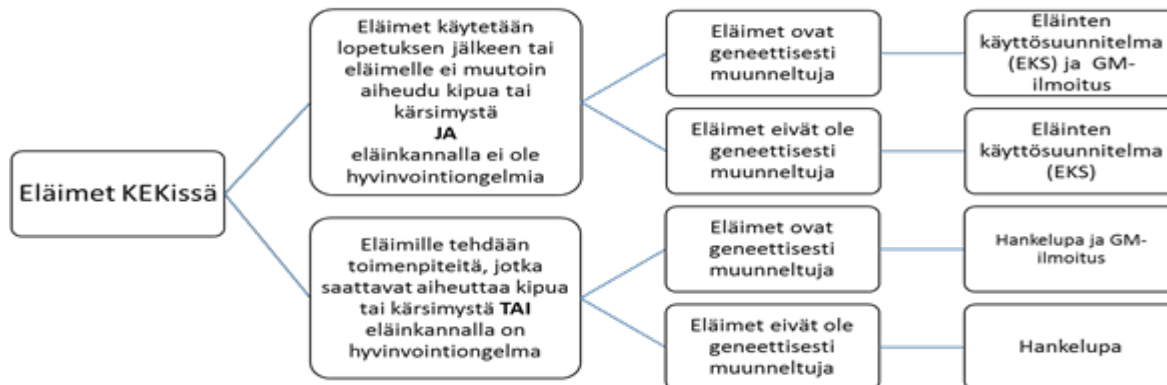 Eläimet KEKissä
Eläimet käytetään
lopetuksen jälkeen tai
eläimelle ei muutoin
aiheudu kipua tai
kärsimystä
JA
eläinkannalla ei ole
hyvinvointiongelmia
Eläimet ovat
geneettisesti
muunneltuja
Eläinten
käyttösuunnitelma
(EKS) ja GM-
ilmoitus
Eläimet eivät ole
geneettisesti
muunneltuja
Eläinten
käyttösuunnitelma
(EKS)
Eläimille tehdään
toimenpiteitä, jotka
saattavat aiheuttaa kipua
tai kärsimystä TAI
eläinkannalla on
hyvinvointiongelma
Eläimet ovat
geneettisesti
muunneltuja
Hankelupa ja GM-
ilmoitus
Eläimet eivät ole
geneettisesti
muunneltuja
Hankelupa